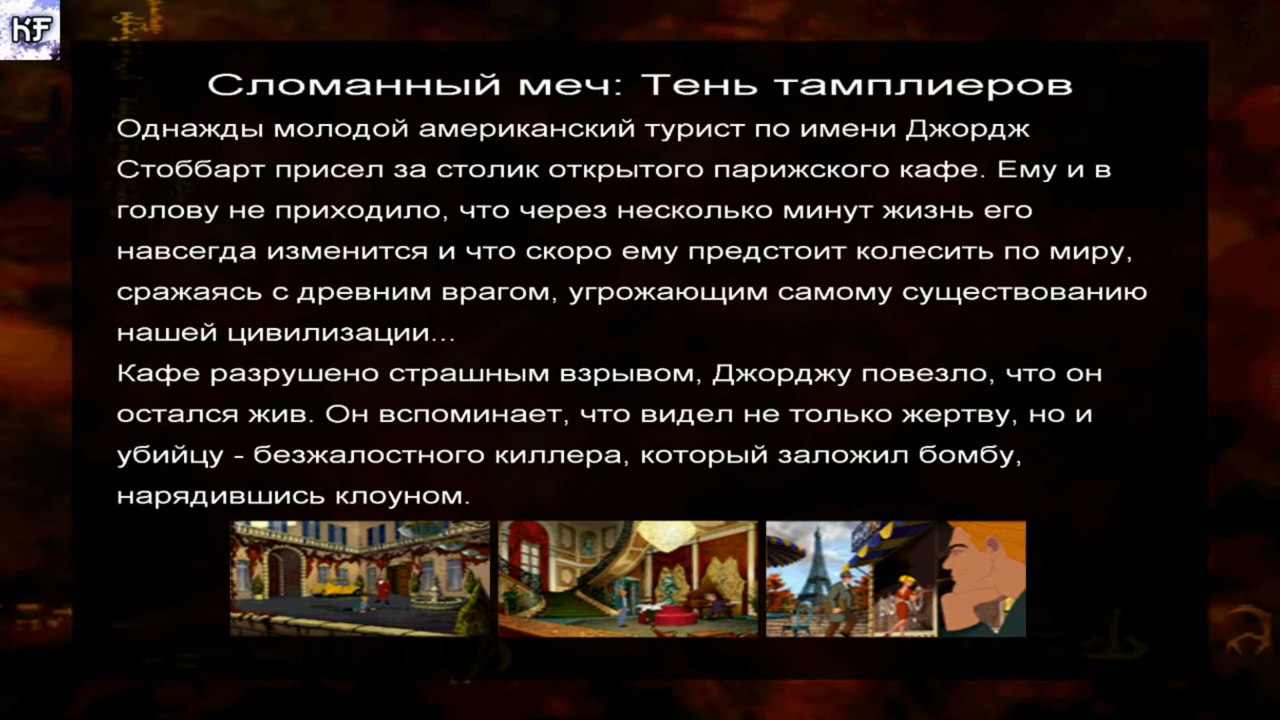 KF
Сломанный меч: Тень тамплиеров
Однажды молодой американский турист по имени Джордж
Стоббарт присел за столик открытого парижского кафе. Ему и в
голову не приходило, что через несколько минут жизнь его
навсегда изменится и что скоро ему предстоит колесить по миру,
сражаясь с древним врагом, угрожающим самому существованию
нашей цивилизации...
Кафе разрушено страшным взрывом, Джорджу повезло, что он
остался жив. Он вспоминает, что видел не только жертву, но и
убийцу - безжалостного киллера, который заложил бомбу,
нарядившись клоуном.